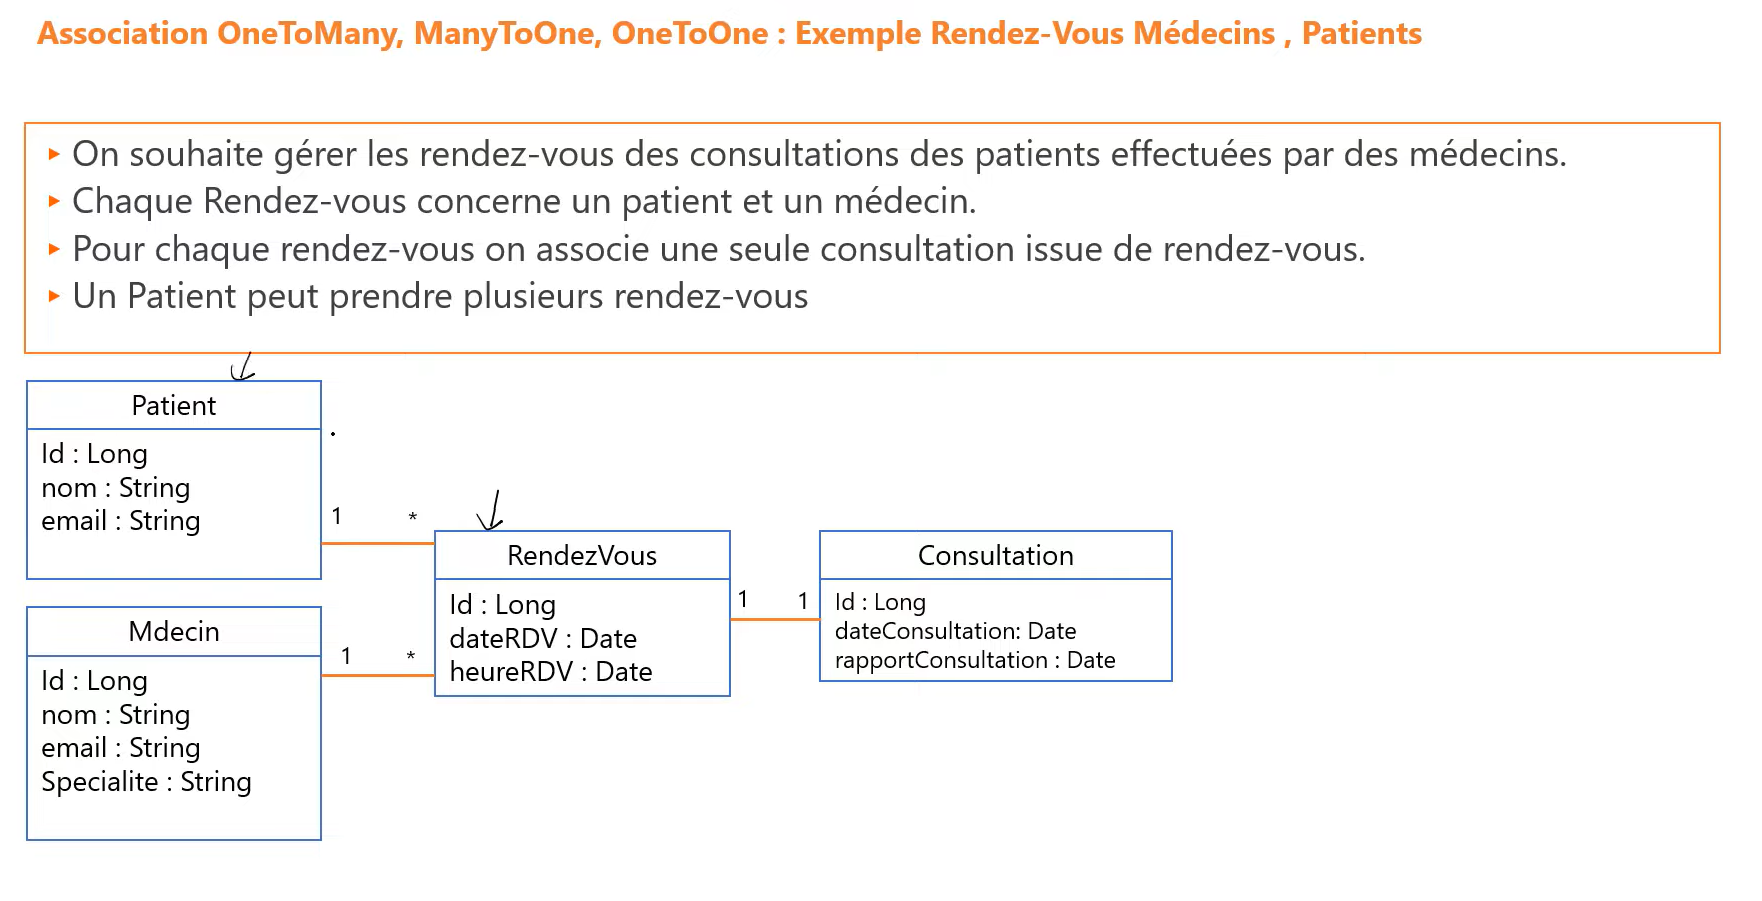 Association OneToMany, ManyToOne, OneToOne : Exemple Rendez-Vous Médecins , Patients
▸ On souhaite gérer les rendez-vous des consultations des patients effectuées par des médecins.
▸ Chaque Rendez-vous concerne un patient et un médecin.
▸ Pour chaque rendez-vous on associe une seule consultation issue de rendez-vous.
▸ Un Patient peut prendre plusieurs rendez-vous
Patient
Id : Long
nom : String
email : String
1 *
Mdecin
Id : Long
nom : String
email : String
Specialite : String
1 *
RendezVous
Id : Long
dateRDV : Date
heureRDV : Date
1 1
Consultation
Id : Long
dateConsultation: Date
rapportConsultation : Date